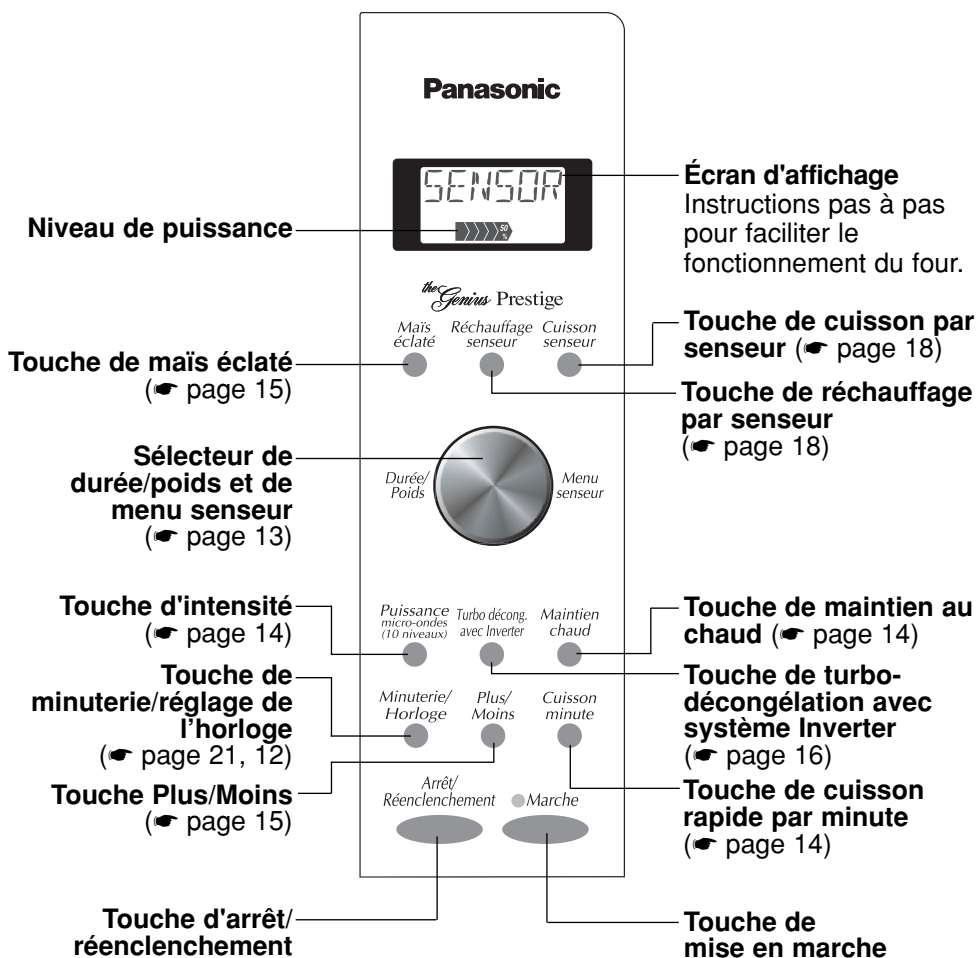 Panasonic
SENSOR
50
%
the Genius Prestige
Maïs
éclaté
Réchauffage
senseur
Cuisson
senseur
Durée/
Poids
Menu
senseur
Puissance
micro-ondes
(10 niveaux)
Turbo décong.
avec Inverter
Maintien
chaud
Minuterie/
Horloge
Plus/
Moins
Cuisson
minute
Arrêt/
Réenclenchement
Marche
Niveau de puissance
Touche de maïs éclaté
(☛ page 15)
Sélecteur de
durée/poids et de
menu senseur
(☛ page 13)
Touche d'intensité
(☛ page 14)
Touche de
minuterie/réglage de
l'horloge
(☛ page 21, 12)
Touche Plus/Moins
(☛ page 15)
Touche d'arrêt/
réenclenchement
Écran d'affichage
Instructions pas à pas
pour faciliter le
fonctionnement du four.
Touche de cuisson par
senseur (☛ page 18)
Touche de réchauffage
par senseur
(☛ page 18)
Touche de maintien au
chaud (☛ page 14)
Touche de turbo-
décongélation avec
système Inverter
(☛ page 16)
Touche de cuisson
rapide par minute
(☛ page 14)
Touche de
mise en marche